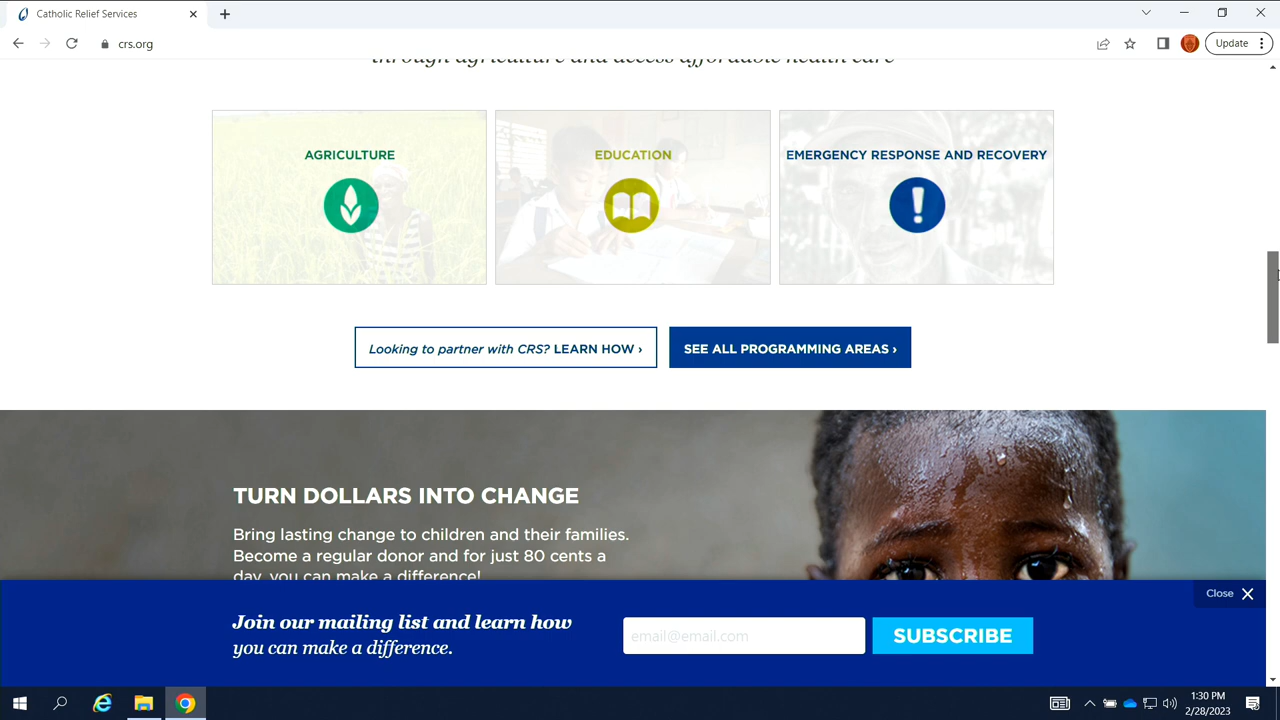 Catholic Relief Services
crs.org
Update
through agriculture and access affordable health care
AGRICULTURE
EDUCATION
EMERGENCY RESPONSE AND RECOVERY
Looking to partner with CRS? LEARN HOW ›
SEE ALL PROGRAMMING AREAS ›
TURN DOLLARS INTO CHANGE
Bring lasting change to children and their families.
Become a regular donor and for just 80 cents a
day, you can make a difference!
Close
Join our mailing list and learn how
you can make a difference.
email@email.com
SUBSCRIBE
1:30 PM
2/28/2023